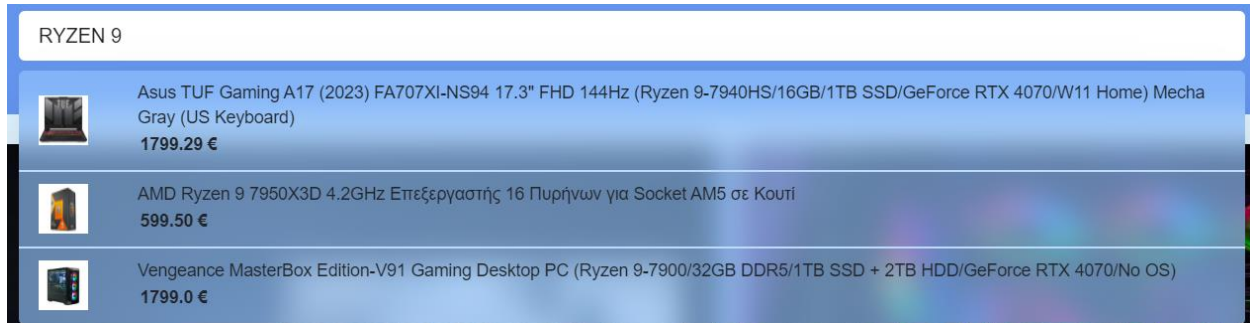 RYZEN 9
Asus TUF Gaming A17 (2023) FA707XI-NS94 17.3" FHD 144Hz (Ryzen 9-7940HS/16GB/1TB SSD/GeForce RTX 4070/W11 Home) Mecha
Gray (US Keyboard)
1799.29 €
AMD Ryzen 9 7950X3D 4.2GHz Επεξεργαστής 16 Πυρήνων για Socket AM5 σε Κουτί
599.50 €
Vengeance MasterBox Edition-V91 Gaming Desktop PC (Ryzen 9-7900/32GB DDR5/1TB SSD + 2TB HDD/GeForce RTX 4070/No OS)
1799.0 €